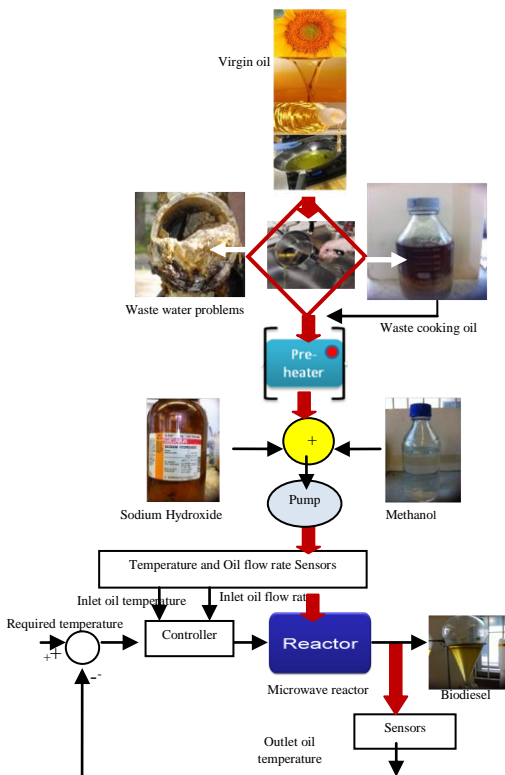 Virgin oil
Waste water problems
Waste cooking oil
Pre-
heater
+
Sodium Hydroxide
Methanol
Pump
Temperature and Oil flow rate Sensors
Inlet oil temperature
Inlet oil flow rate
Required temperature
Controller
Reactor
++
--
Microwave reactor
Biodiesel
Sensors
Outlet oil
temperature